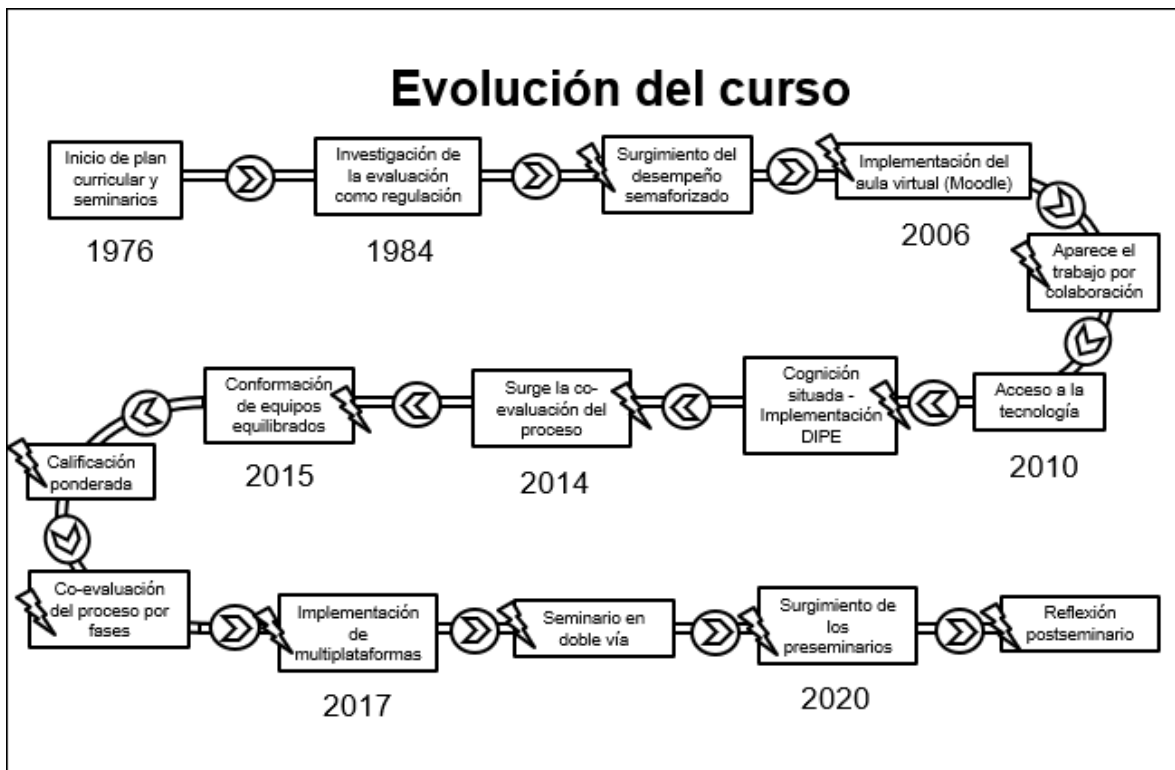 Evolución del curso
Inicio de plan
curricular y
seminarios
1976
Investigación de
la evaluación
como regulación
1984
Surgimiento del
desempeño
semaforizado
Implementación del
aula virtual (Moodle)
2006
Aparece el
trabajo por
colaboración
Acceso a la
tecnología
2010
Cognición
situada -
Implementación
DIPE
Surge la co-
evaluación del
proceso
2014
Conformación
de equipos
equilibrados
2015
Calificación
ponderada
Co-evaluación
del proceso por
fases
Implementación
de
multiplataformas
2017
Seminario en
doble vía
Surgimiento de
los
preseminarios
2020
Reflexión
postseminario